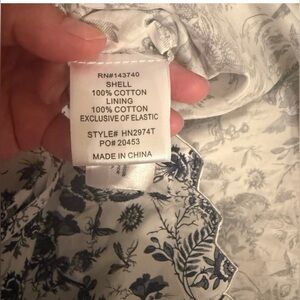 RN#143740
SHELL
100% COTTON
LINING
100% COTTON
EXCLUSIVE OF ELASTIC
STYLE# HN2974T
PO# 20453
MADE IN CHINA